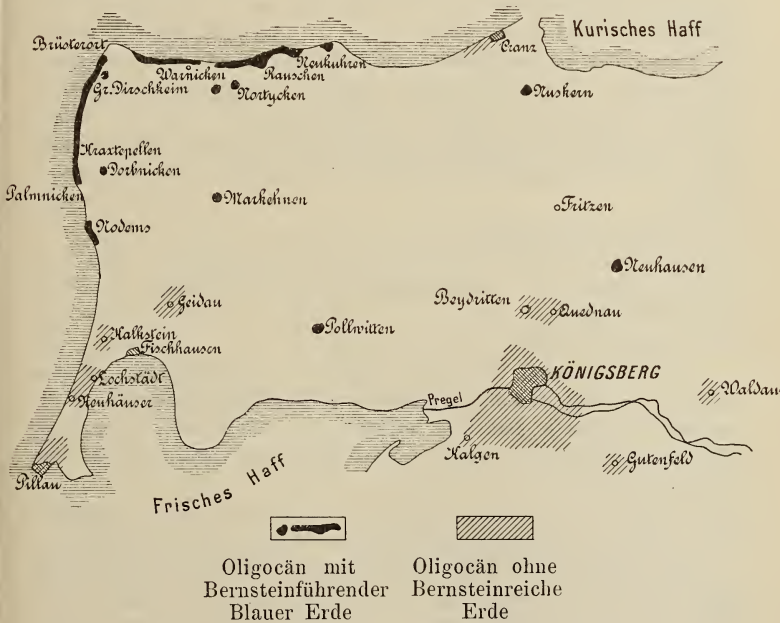 Kurisches Haff
Cranz
Brüsterort
Neukuhren
Warnicken
Rauschen
Gr. Dirschkeim
Nortycken
Nuskern
Kraxtepellen
Dorbnicken
Palmnicken
Markehnen
Fritzen
Nodems
Neuhausen
Geidau
Beydritten
Quednau
Pollwitten
Kalkstein
Fischhausen
KÖNIGSBERG
Lochstädt
Waldau
Pregel
Neuhäuser
Kalgen
Gutenfeld
Pillau
Frisches Haff
Oligocän mit
Bernsteinführender
Blauer Erde
Oligocän ohne
Bernsteinreiche
Erde